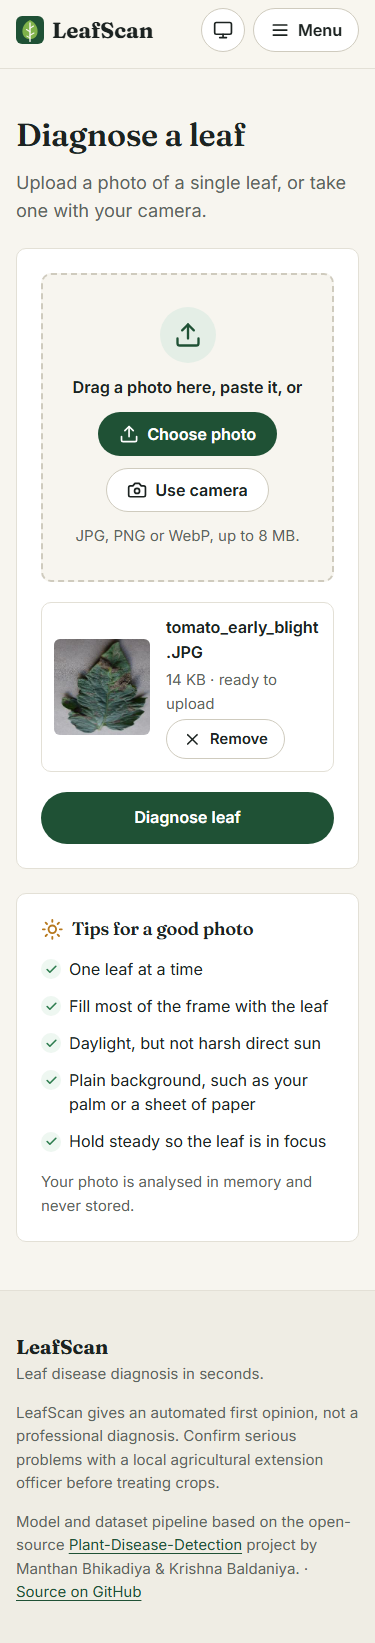 LeafScan
Menu
Diagnose a leaf
Upload a photo of a single leaf, or take
one with your camera.
Drag a photo here, paste it, or
Choose photo
Use camera
JPG, PNG or WebP, up to 8 MB.
tomato_early_blight
.JPG
14 KB · ready to
upload
Remove
Diagnose leaf
Tips for a good photo
One leaf at a time
Fill most of the frame with the leaf
Daylight, but not harsh direct sun
Plain background, such as your
palm or a sheet of paper
Hold steady so the leaf is in focus
Your photo is analysed in memory and
never stored.
LeafScan
Leaf disease diagnosis in seconds.
LeafScan gives an automated first opinion, not a
professional diagnosis. Confirm serious
problems with a local agricultural extension
officer before treating crops.
Model and dataset pipeline based on the open-
source Plant-Disease-Detection project by
Manthan Bhikadiya & Krishna Baldaniya. ·
Source on GitHub